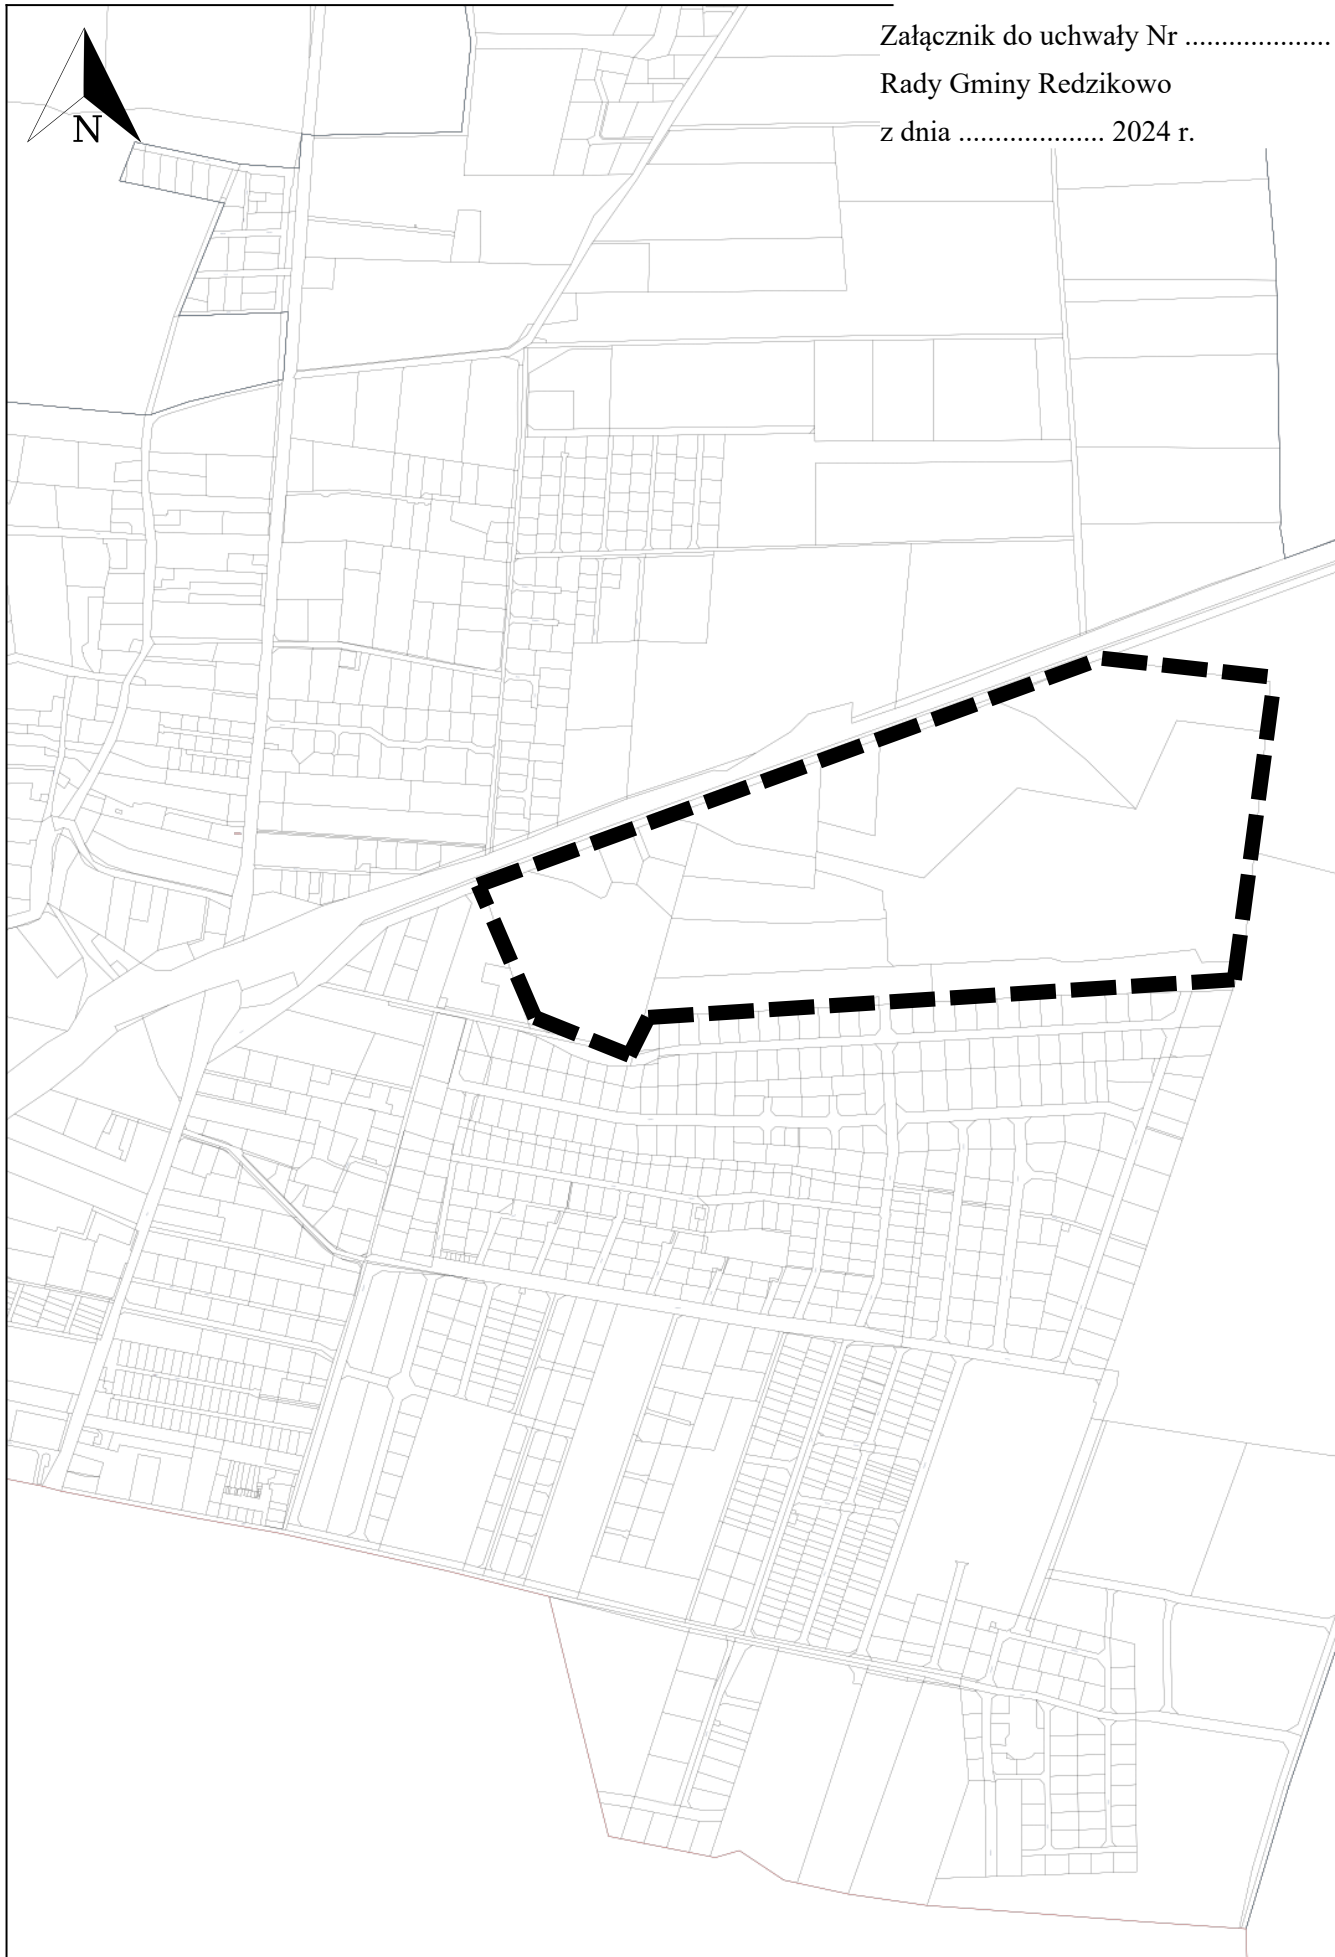 Załącznik do uchwały Nr ....................
Rady Gminy Redzikowo
z dnia .................... 2024 r.
N